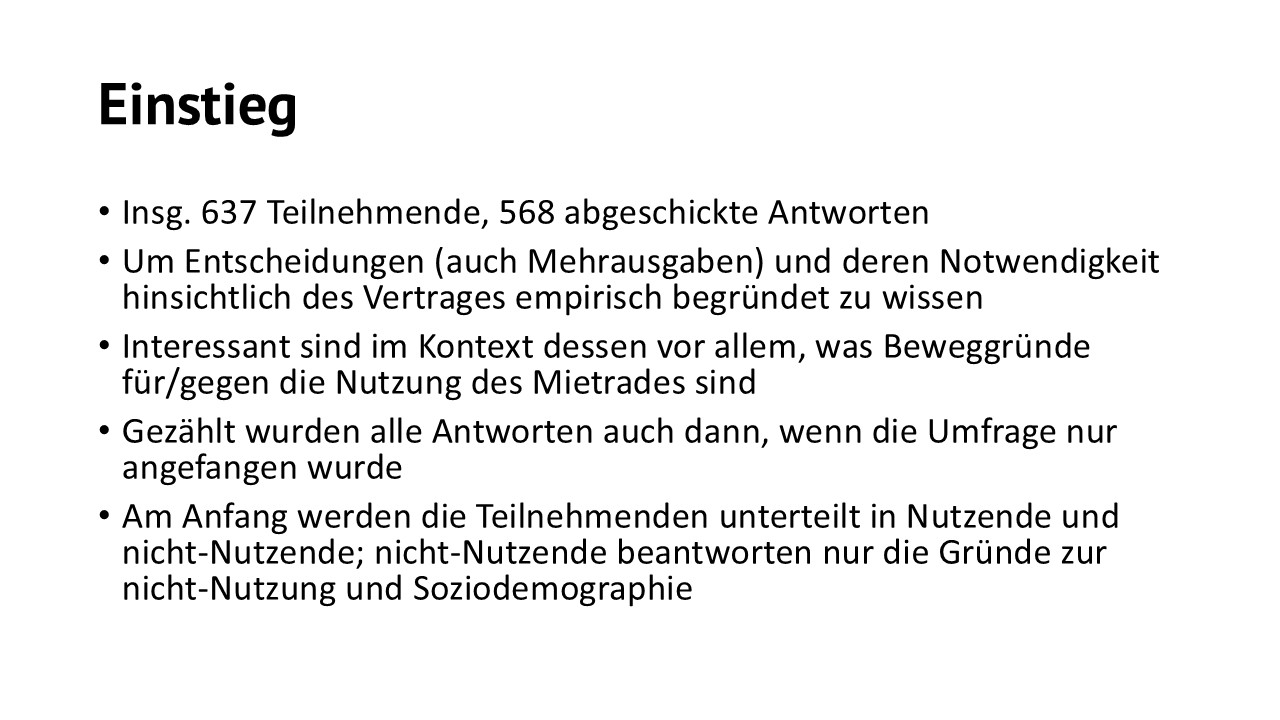 Einstieg
• Insg. 637 Teilnehmende, 568 abgeschickte Antworten
• Um Entscheidungen (auch Mehrausgaben) und deren Notwendigkeit
hinsichtlich des Vertrages empirisch begründet zu wissen
• Interessant sind im Kontext dessen vor allem, was Beweggründe
für/gegen die Nutzung des Mietrades sind
• Gezählt wurden alle Antworten auch dann, wenn die Umfrage nur
angefangen wurde
• Am Anfang werden die Teilnehmenden unterteilt in Nutzende und
nicht-Nutzende; nicht-Nutzende beantworten nur die Gründe zur
nicht-Nutzung und Soziodemographie